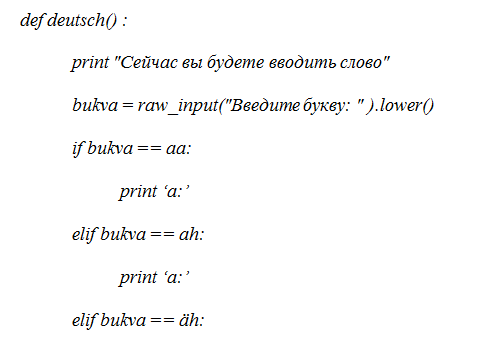 def deutsch() :
print "Сейчас вы будете вводить слово"
bukva = raw_input("Введите букву: " ).lower()
if bukva == aa:
print ‘a:’
elif bukva == ah:
print ‘a:’
elif bukva == äh: